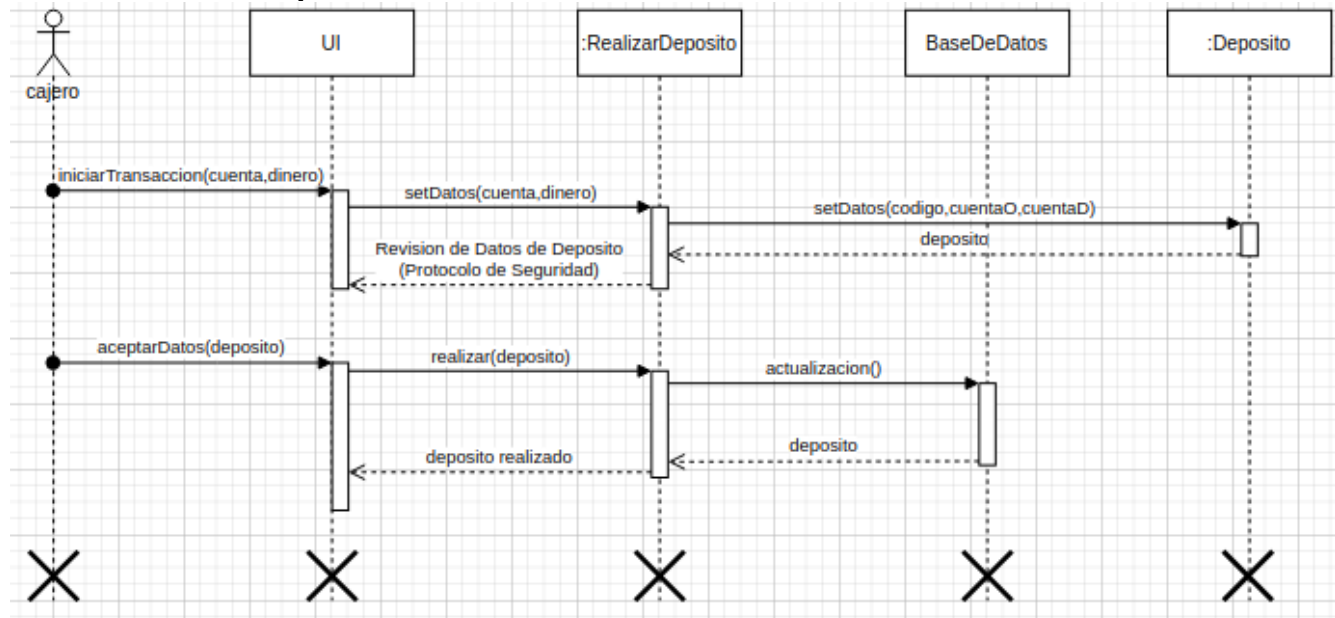 UI
:RealizarDeposito
BaseDeDatos
:Deposito
cajero
iniciarTransaccion(cuenta,dinero)
setDatos(cuenta,dinero)
setDatos(codigo,cuentaO,cuentaD)
deposito
Revision de Datos de Deposito
(Protocolo de Seguridad)
aceptarDatos(deposito)
realizar(deposito)
actualizacion()
deposito
deposito realizado